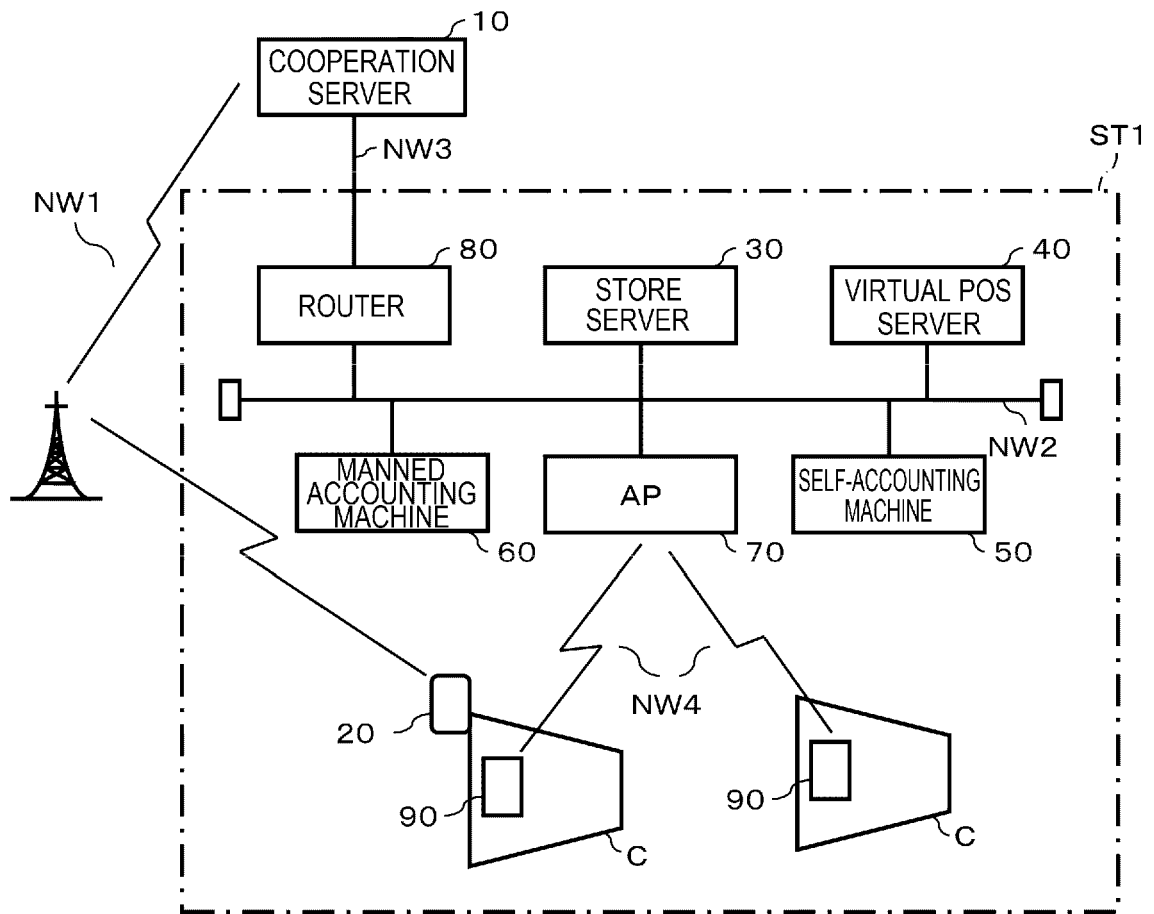 10
COOPERATION
SERVER
NW3
ST1
NW1
80
30
40
ROUTER
STORE
SERVER
VIRTUAL POS
SERVER
NW2
MANNED
ACCOUNTING
MACHINE
AP
SELF-ACCOUNTING
MACHINE
60
70
50
20
NW4
90
90
C
C